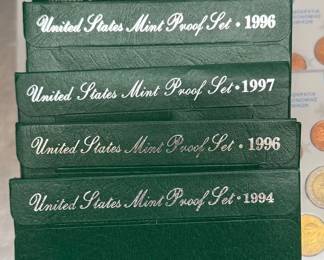 United States Mint Proof Set • 1996
United States Mint Proof Set • 1997
United States Mint Proof Set • 1996
United States Mint Proof Set • 1994